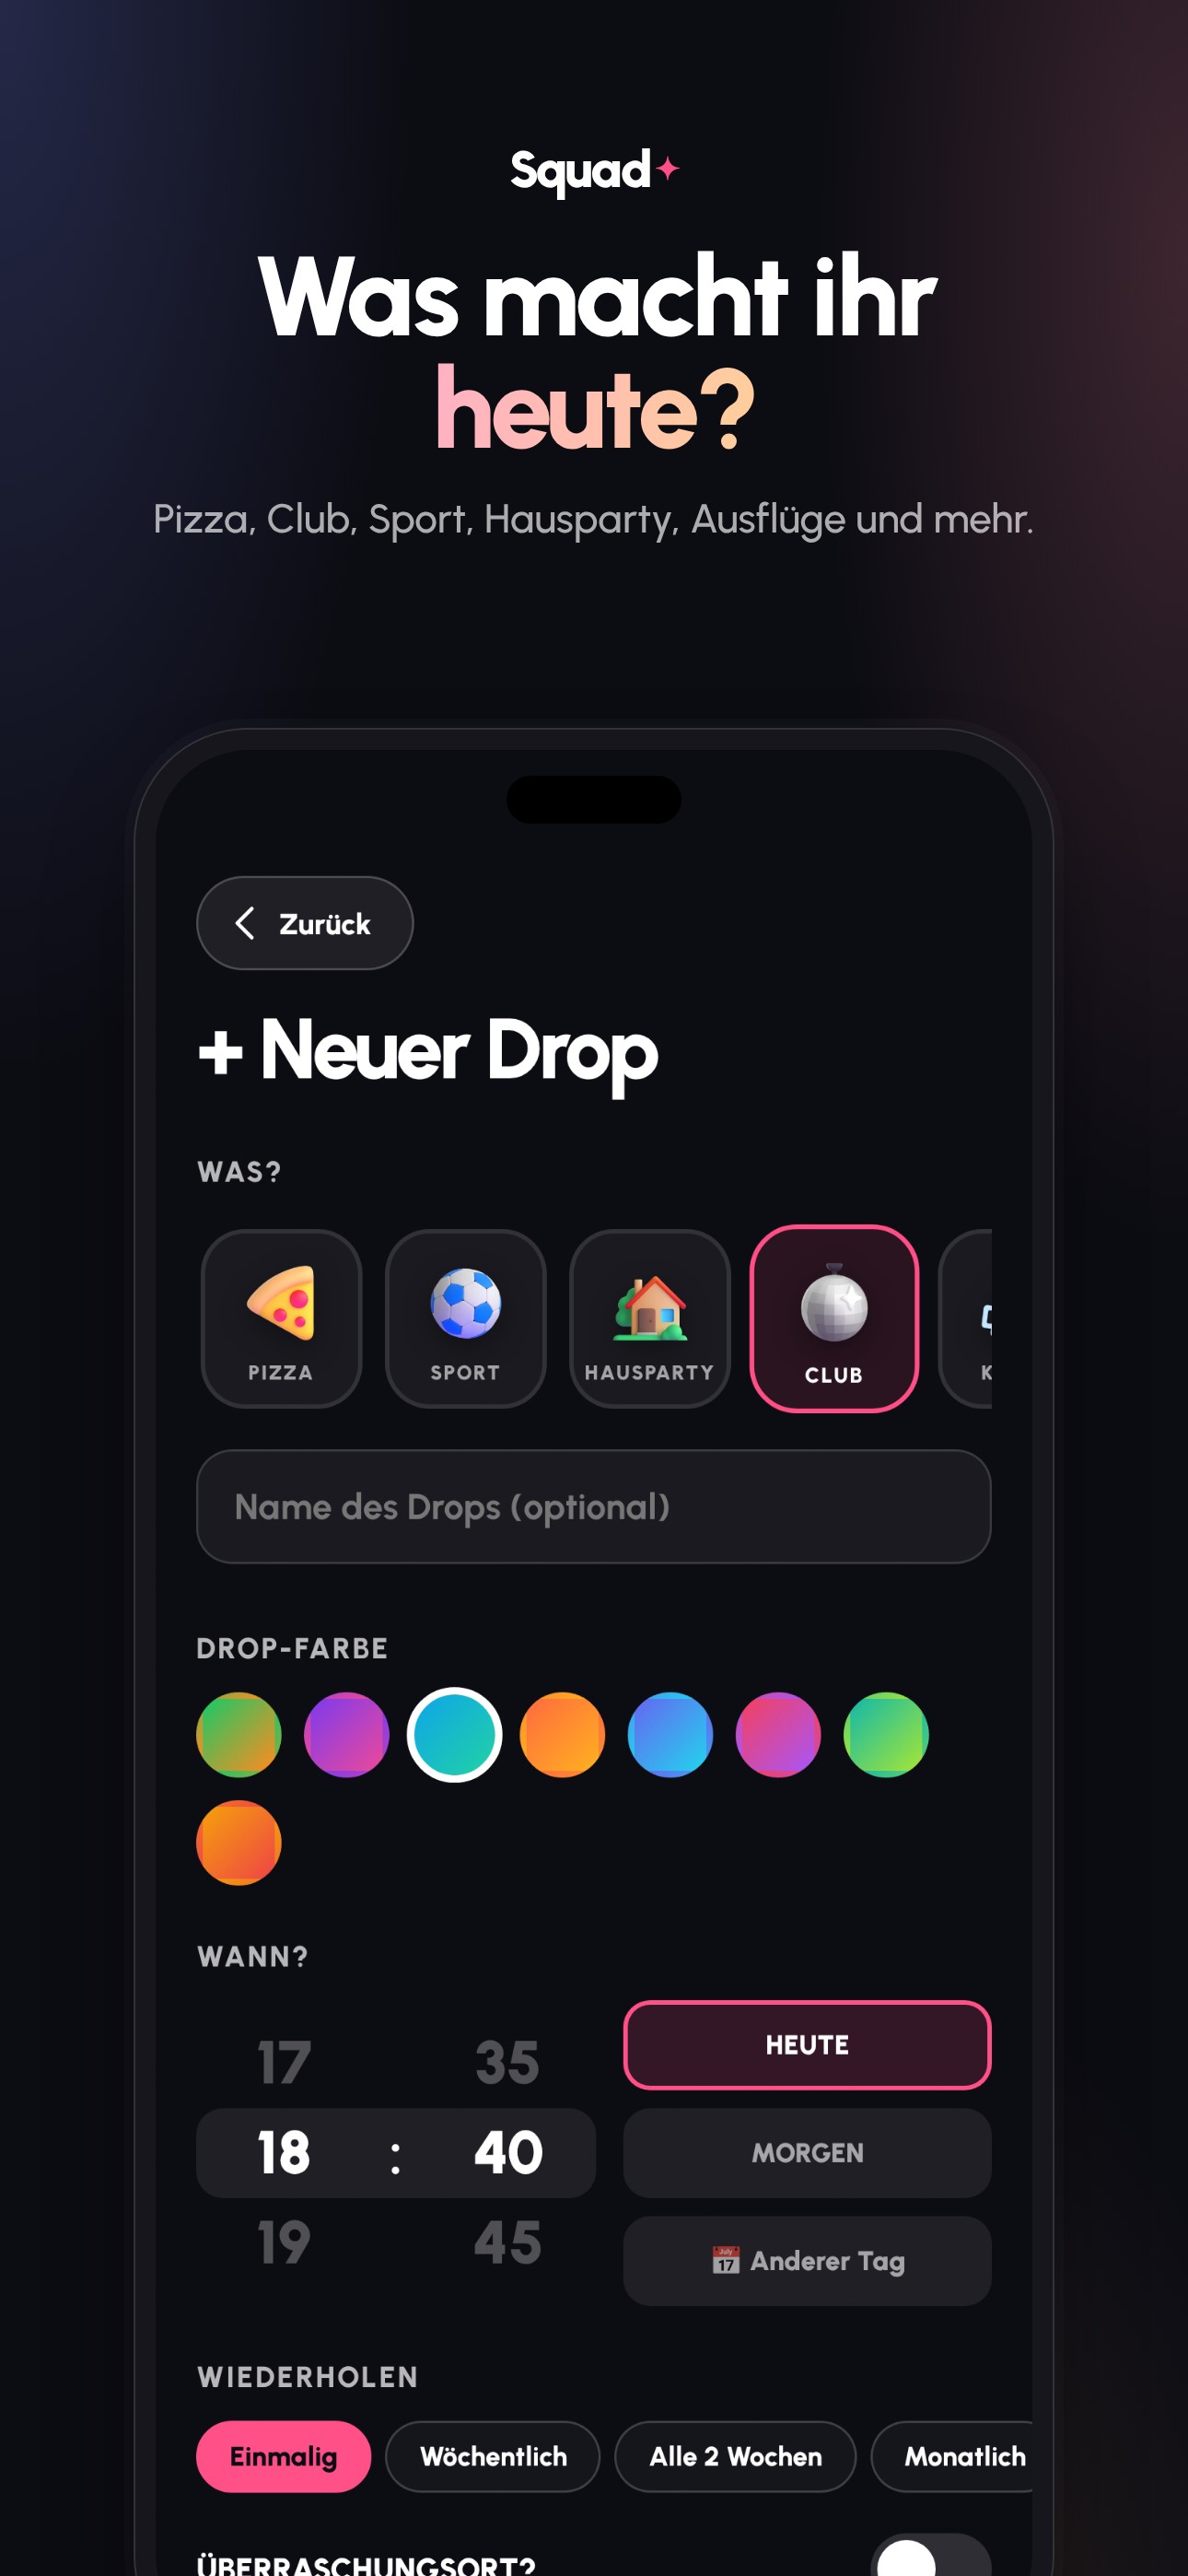 Squad
Was macht ihr
heute?
Pizza, Club, Sport, Hausparty, Ausflüge und mehr.
Zurück
+ Neuer Drop
WAS?
PIZZA SPORT HAUSPARTY CLUB K
Name des Drops (optional)
DROP-FARBE
WANN?
17 35
HEUTE
18 : 40
MORGEN
19 45
July 17 Anderer Tag
WIEDERHOLEN
Einmalig Wöchentlich Alle 2 Wochen Monatlich
ÜBERRASCHUNGSORT?